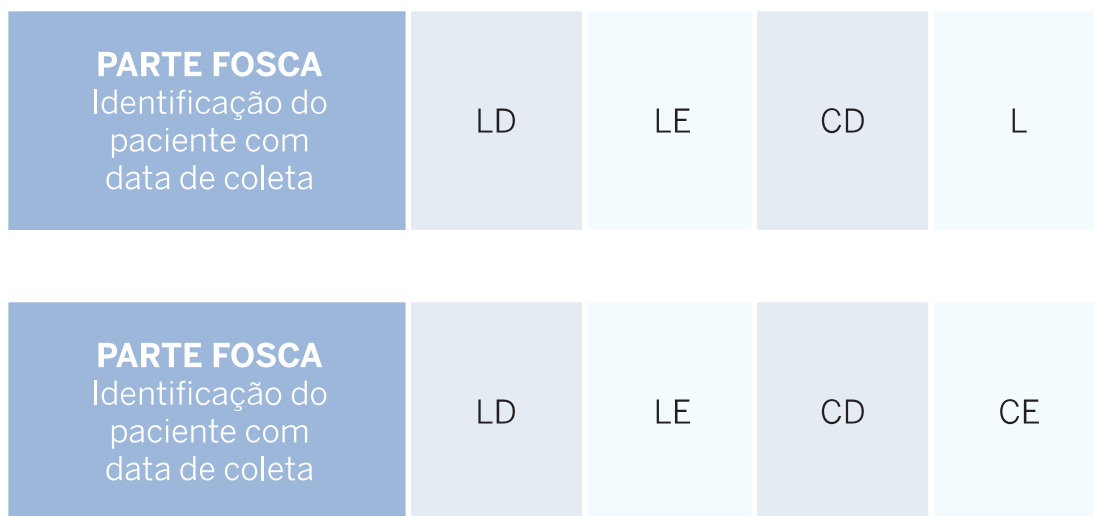 PARTE FOSCA
Identificação do
paciente com
data de coleta
LD
LE
CD
L
PARTE FOSCA
Identificação do
paciente com
data de coleta
LD
LE
CD
CE